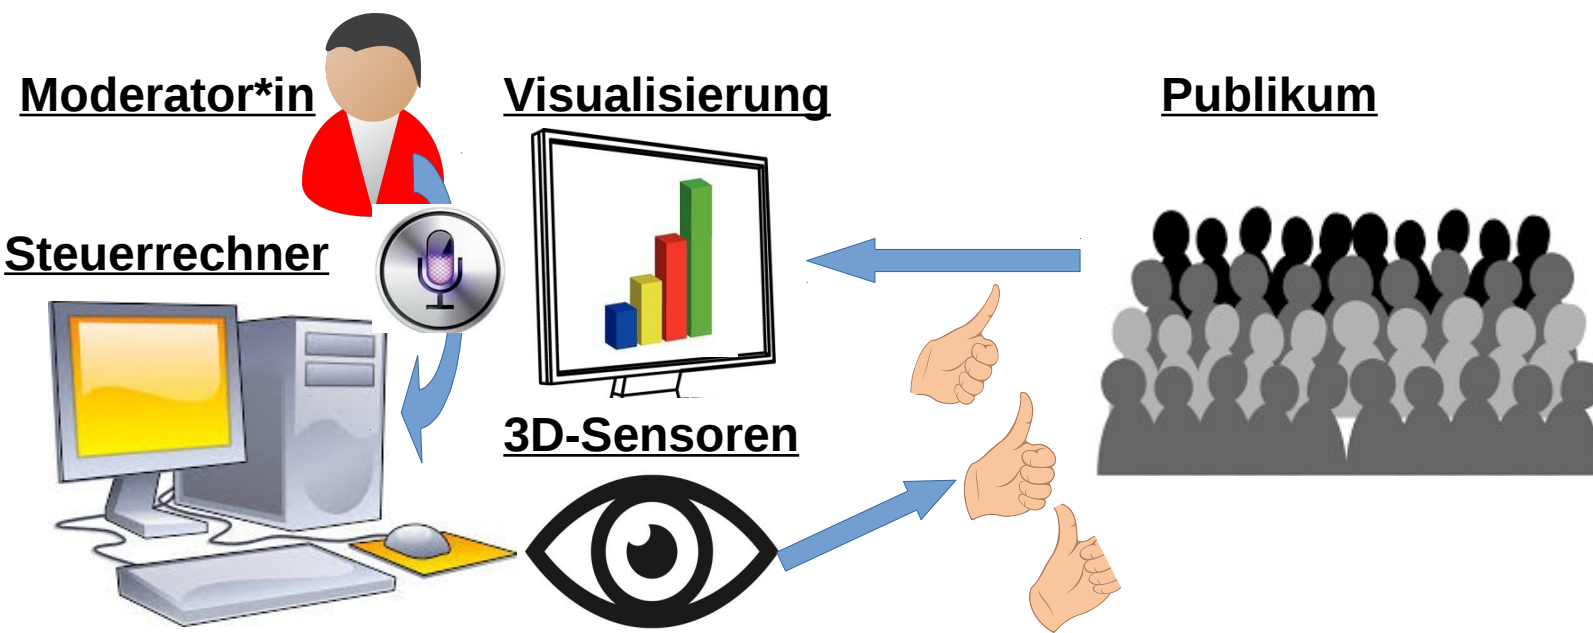 Moderator*in
Visualisierung
Publikum
Steuerrechner
3D-Sensoren